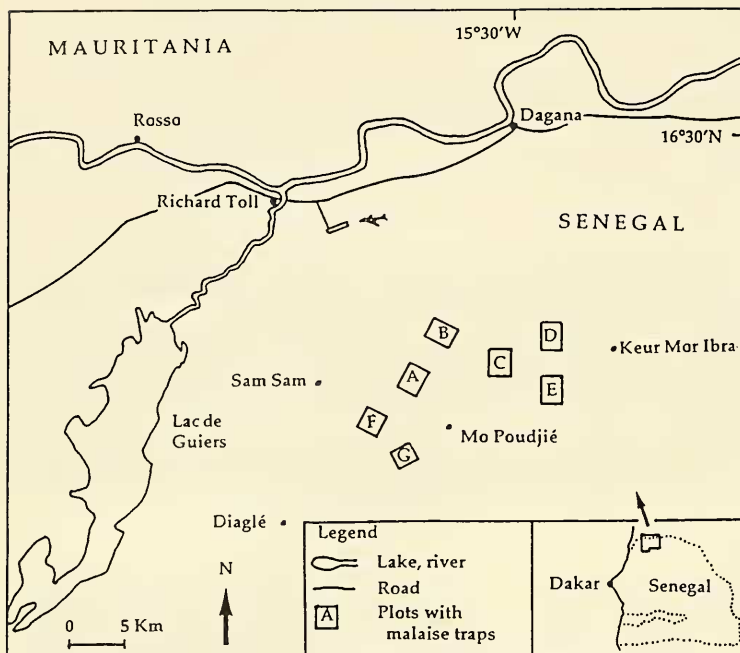 15°30'W
MAURITANIA
Rosso
Dagana
16°30'N
Richard Toll
SENEGAL
B
D
C
Keur Mor Ibra
Sam Sam
A
E
Lac de
Guiers
F
Mo Poudjié
G
Diaglé
Legend
Lake, river
Road
A
Plots with
malaise traps
N
0 5 Km
Dakar
Senegal